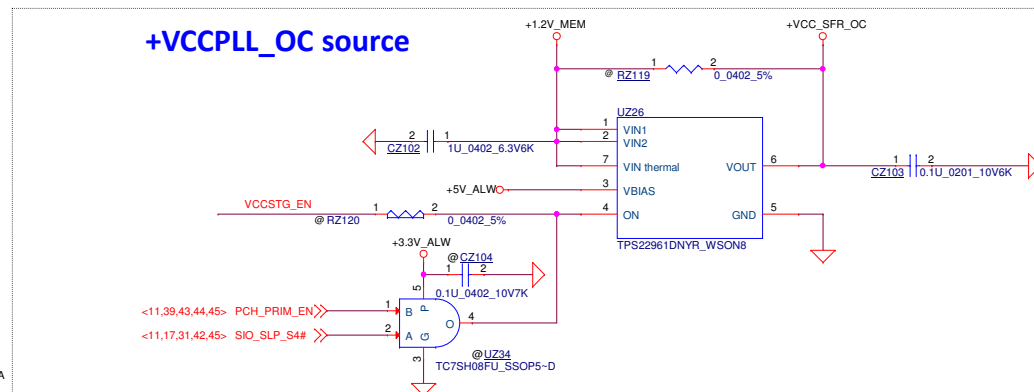 +VCCPLL_OC source
+1.2V_MEM
+VCC_SFR_OC
@ RZ119 1 2 0_0402_5%
UZ26
1 VIN1
2 VIN2
7 VIN thermal
VOUT 6
3 VBIAS
4 ON
GND 5
TPS22961DNYR_WSON8
2 1
CZ102 1U_0402_6.3V6K
1 2
CZ103 0.1U_0201_10V6K
+5V_ALW
VCCSTG_EN
1 2
@ RZ120 0_0402_5%
+3.3V_ALW
@ CZ104
1 2
0.1U_0402_10V7K
5
<11,39,43,44,45> PCH_PRIM_EN 1 B P
O 4
<11,17,31,42,45> SIO_SLP_S4# 2 A G
3
@ UZ34
TC7SH08FU_SSOP5~D
A